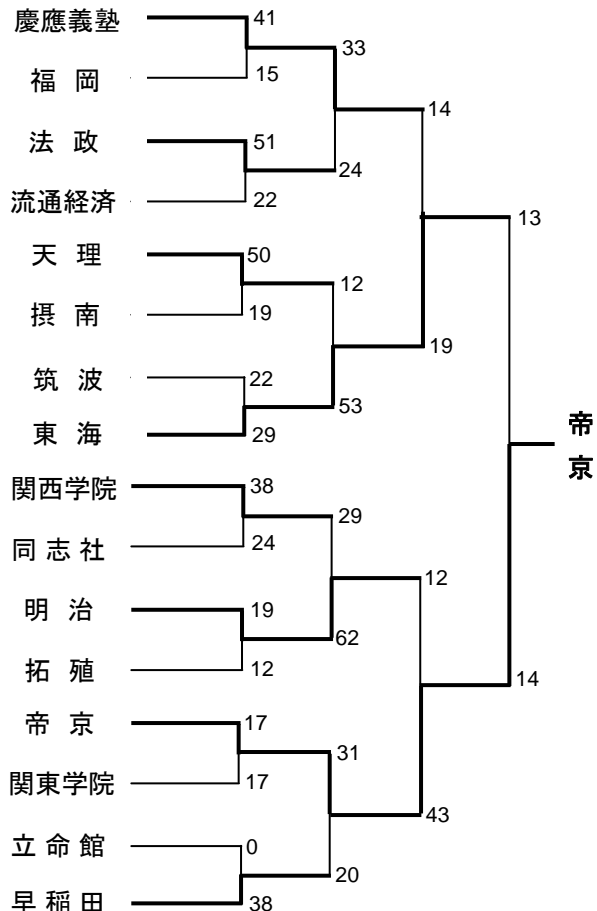 慶應義塾 41
33
福岡 15
14
法政 51
24
流通経済 22
13
天理 50
12
摂南 19
19
筑波 22
53
東海 29
帝京
関西学院 38
29
同志社 24
12
明治 19
62
拓殖 12
14
帝京 17
31
関東学院 17
43
立命館 0
20
早稲田 38